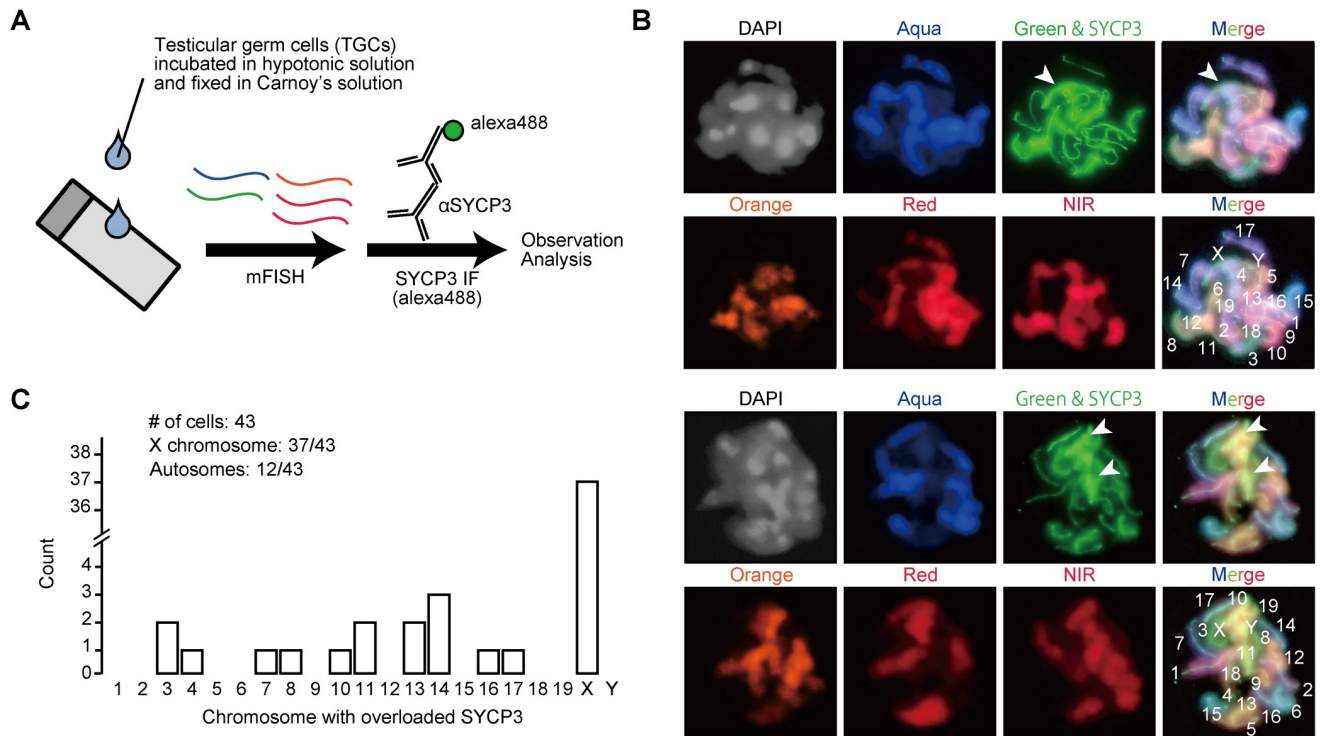 A
Testicular germ cells (TGCs)
incubated in hypotonic solution
and fixed in Carnoy's solution
alexa488
αSYCP3
mFISH
SYCP3 IF
(alexa488)
Observation
Analysis
B
DAPI
Aqua
Green & SYCP3
Merge
Orange
Red
NIR
Merge
17
X
Y
7
4
5
14
6
13
16
15
19
12
2
18
1
8
11
9
3
10
DAPI
Aqua
Green & SYCP3
Merge
Orange
Red
NIR
Merge
17
10
19
3
X
Y
14
7
8
11
12
1
18
9
2
4
13
6
15
16
5
C
# of cells: 43
X chromosome: 37/43
Autosomes: 12/43
Count
38
37
36
4
3
2
1
0
1 2 3 4 5 6 7 8 9 10 11 12 13 14 15 16 17 18 19 X Y
Chromosome with overloaded SYCP3